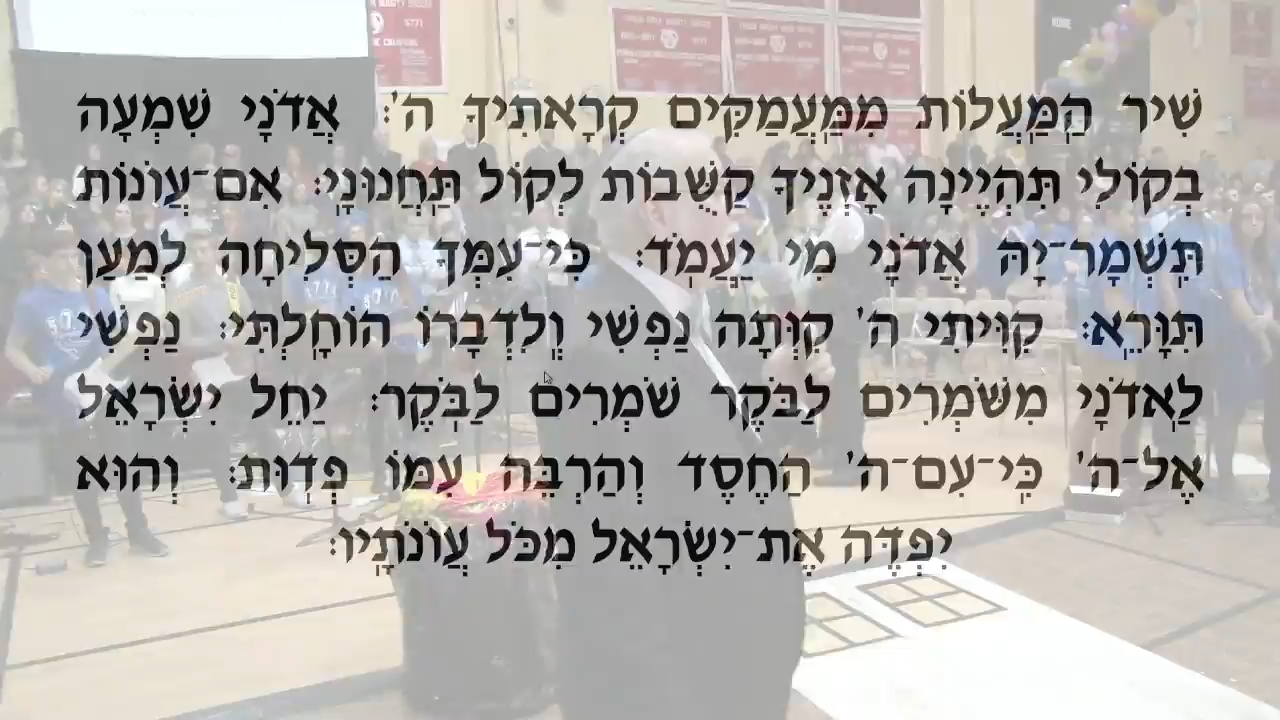 שִׁיר הַמַּעֲלוֹת מִמַּעֲמַקִּים קְרָאתִיךָ ה': אֲדֹנָי שִׁמְעָה
בְקוֹלִי תִּהְיֶינָה אָזְנֶיךָ קַשֻּׁבוֹת לְקוֹל תַּחֲנוּנָי: אִם־עֲוֹנוֹת
תִּשְׁמָר־יָהּ אֲדֹנָי מִי יַעֲמֹד: כִּי־עִמְּךָ הַסְּלִיחָה לְמַעַן
תִּוָּרֵא: קִוִּיתִי ה' קִוְּתָה נַפְשִׁי וְלִדְבָרוֹ הוֹחָלְתִּי: נַפְשִׁי
לַאדֹנָי מִשֹּׁמְרִים לַבֹּקֶר שֹׁמְרִים לַבֹּקֶר: יַחֵל יִשְׂרָאֵל
אֶל־ה' כִּי־עִם־ה' הַחֶסֶד וְהַרְבֵּה עִמּוֹ פְדוּת: וְהוּא
יִפְדֶּה אֶת־יִשְׂרָאֵל מִכֹּל עֲוֹנֹתָיו: